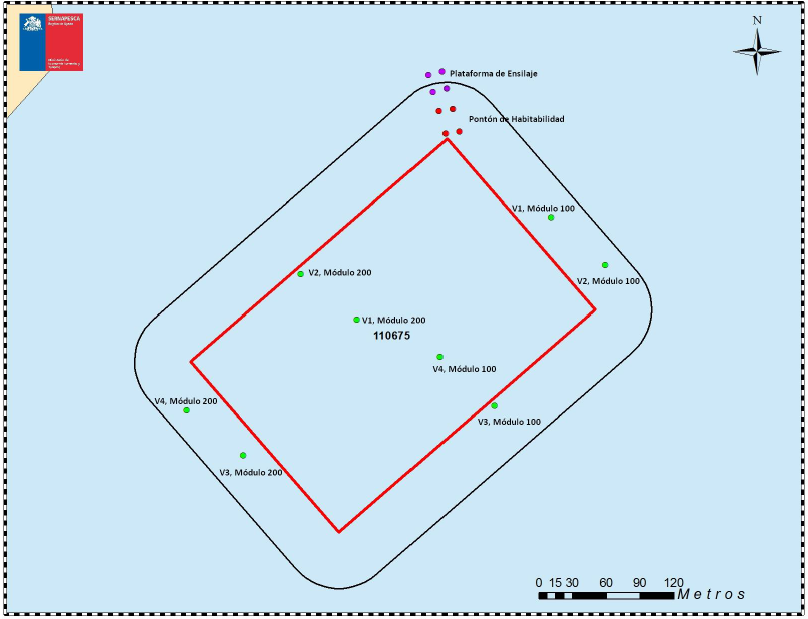 SERNAPESCA
N
Plataforma de Ensilaje
Pontón de Habitabilidad
V1, Módulo 100
V2, Módulo 200
V2, Módulo 100
V1, Módulo 200
110675
V4, Módulo 100
V4, Módulo 200
V3, Módulo 100
V3, Módulo 200
0 15 30 60 90 120
Metros